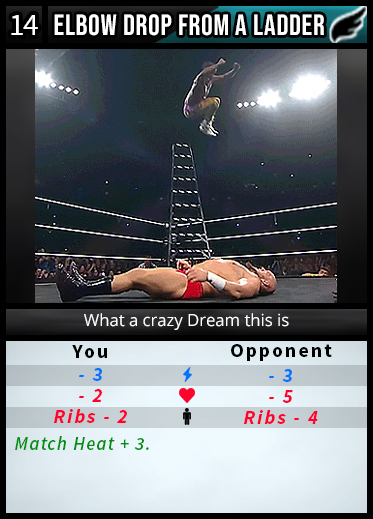 14 ELBOW DROP FROM A LADDER
What a crazy Dream this is
You Opponent
- 3 - 3
- 2 - 5
Ribs - 2 Ribs - 4
Match Heat + 3.